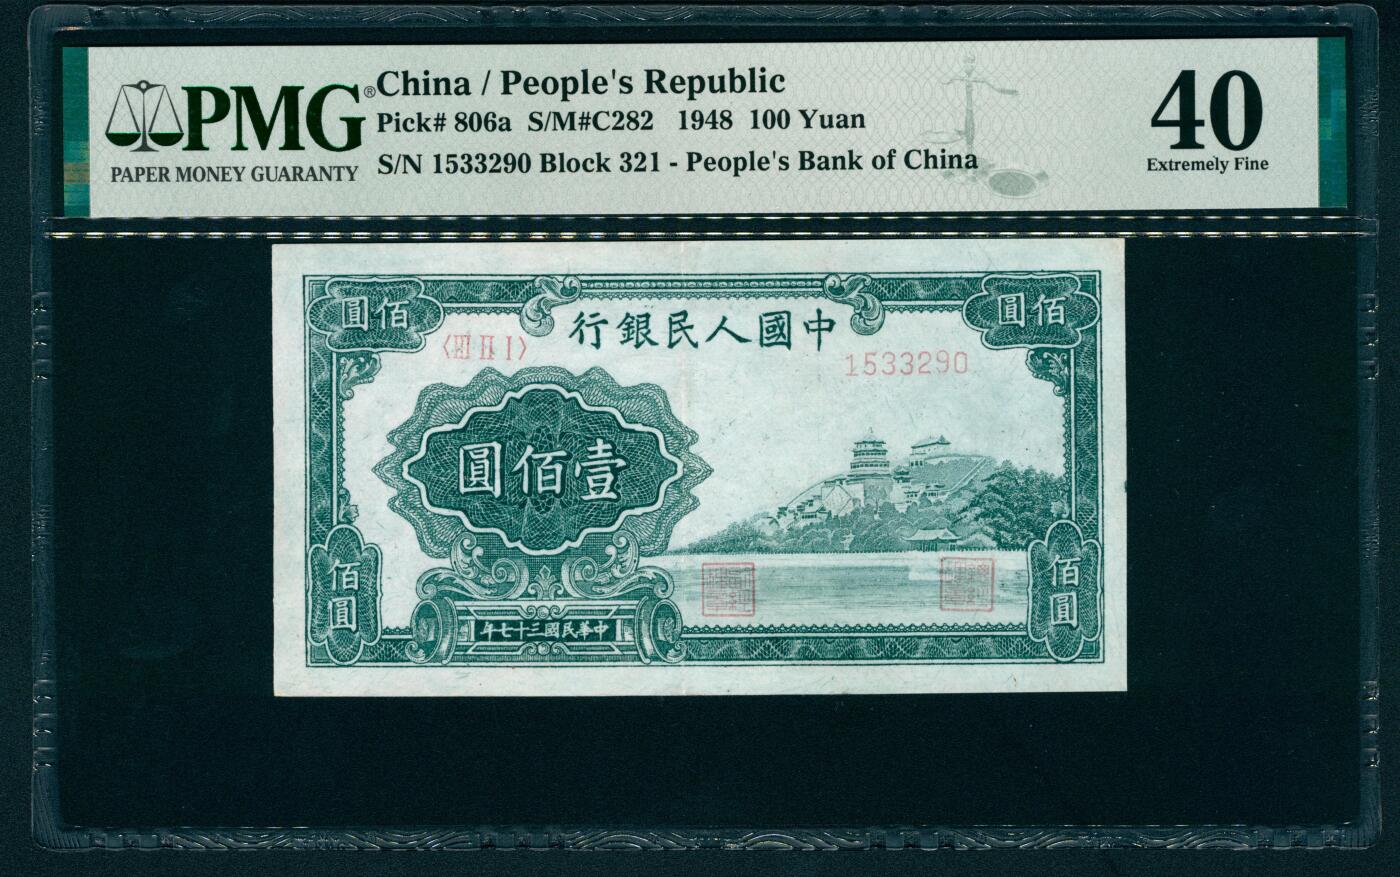 PMG®
PAPER MONEY GUARANTY
China / People's Republic
Pick# 806a S/M#C282 1948 100 Yuan
S/N 1533290 Block 321 - People's Bank of China
40
Extremely Fine
圓佰
圓佰
行銀民人國中
〈III II I〉
1533290
圓佰壹
佰圓
佰圓
年七十三國民華中